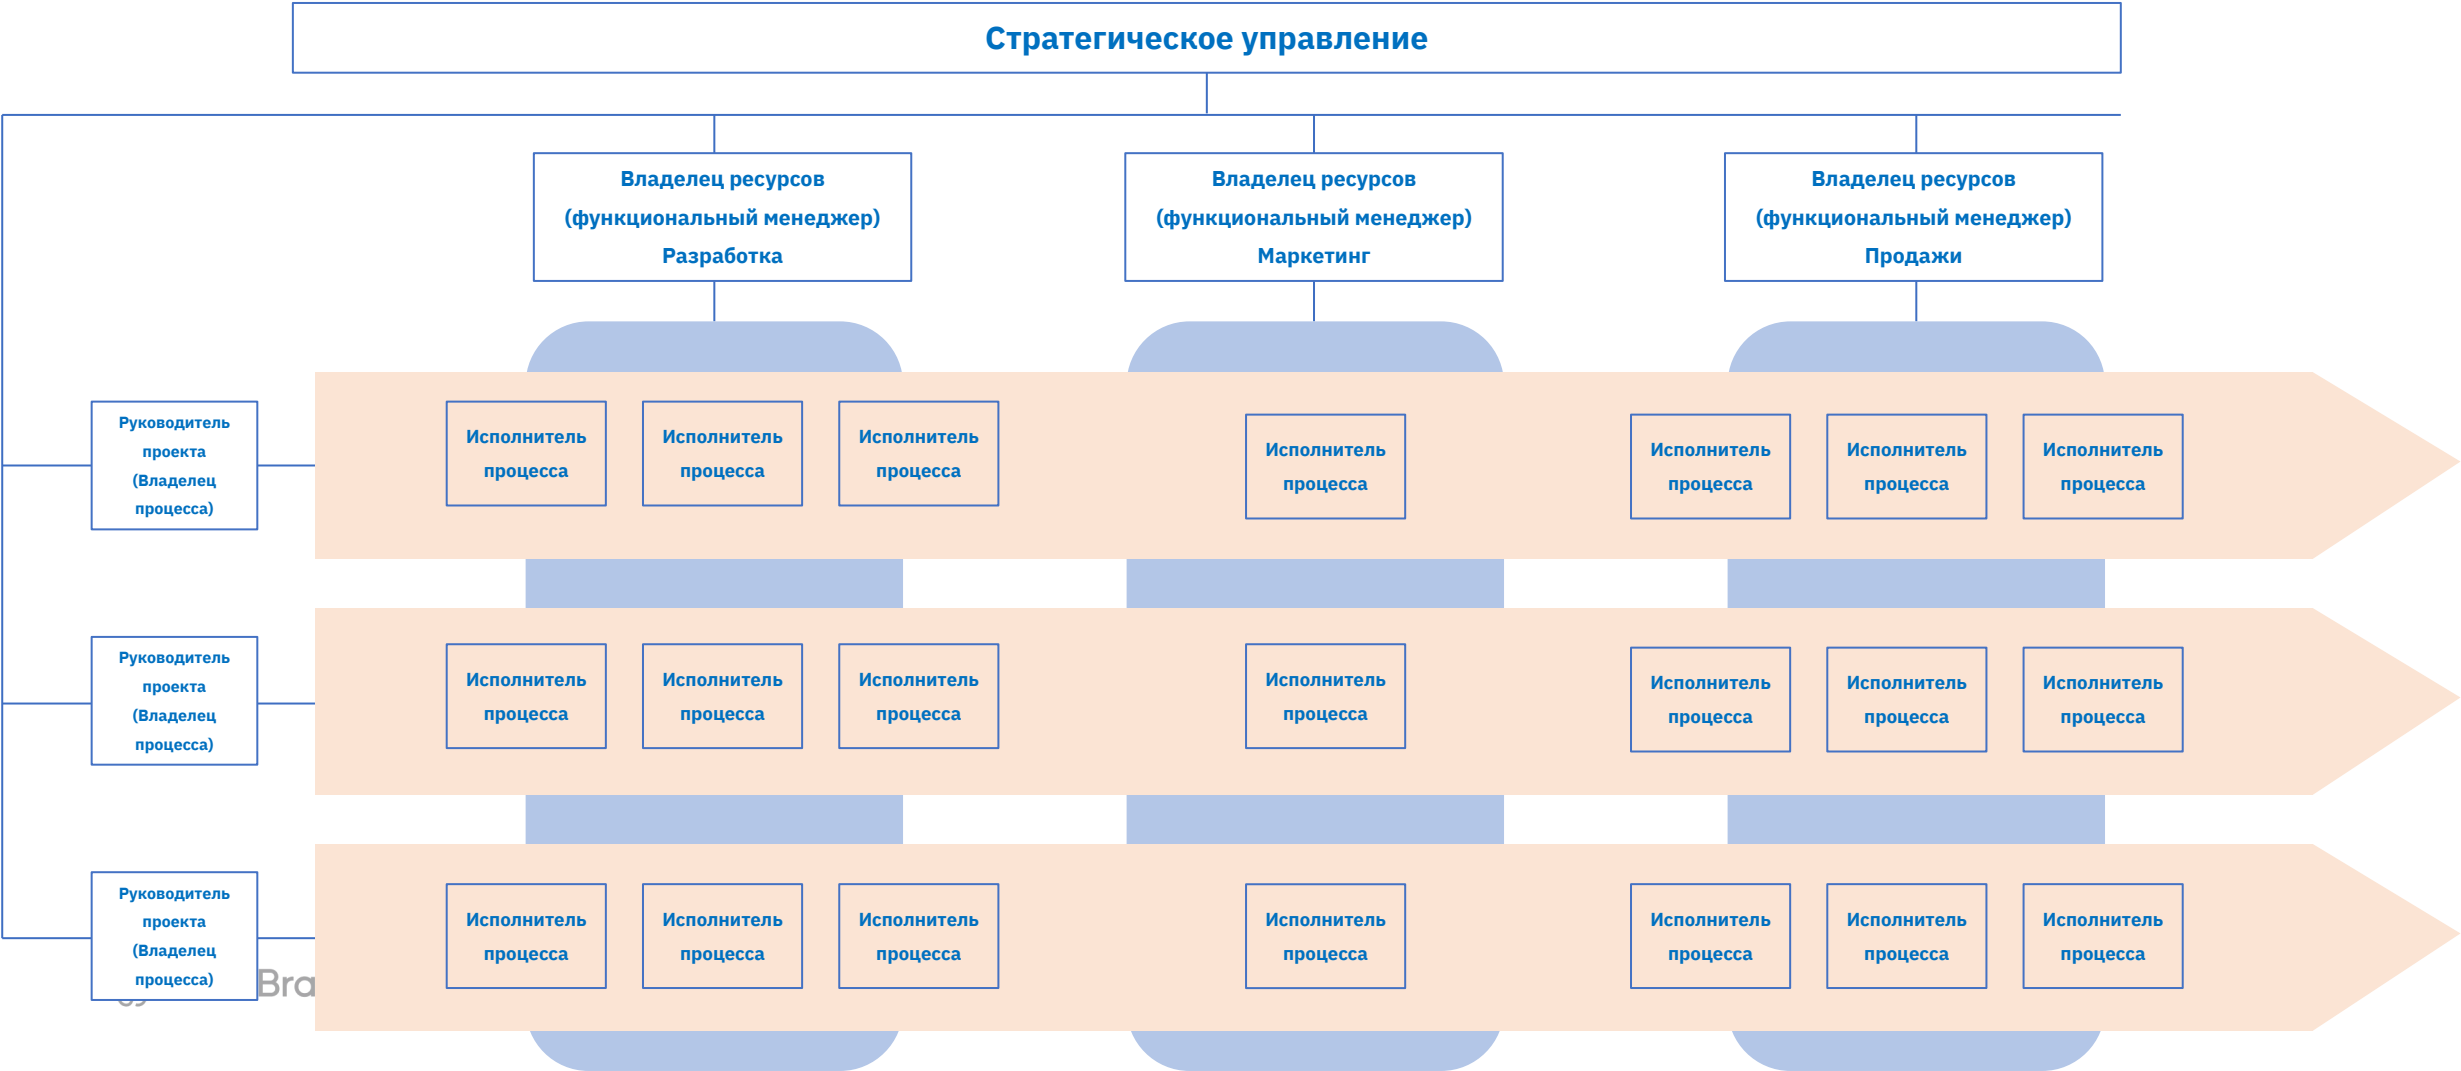 Стратегическое управление
Владелец ресурсов
(функциональный менеджер)
Разработка
Владелец ресурсов
(функциональный менеджер)
Маркетинг
Владелец ресурсов
(функциональный менеджер)
Продажи
Руководитель
проекта
(Владелец
процесса)
Исполнитель
процесса
Исполнитель
процесса
Исполнитель
процесса
Исполнитель
процесса
Исполнитель
процесса
Исполнитель
процесса
Исполнитель
процесса
Руководитель
проекта
(Владелец
процесса)
Исполнитель
процесса
Исполнитель
процесса
Исполнитель
процесса
Исполнитель
процесса
Исполнитель
процесса
Исполнитель
процесса
Исполнитель
процесса
Руководитель
проекта
(Владелец
процесса)
Исполнитель
процесса
Исполнитель
процесса
Исполнитель
процесса
Исполнитель
процесса
Исполнитель
процесса
Исполнитель
процесса
Исполнитель
процесса
Bra